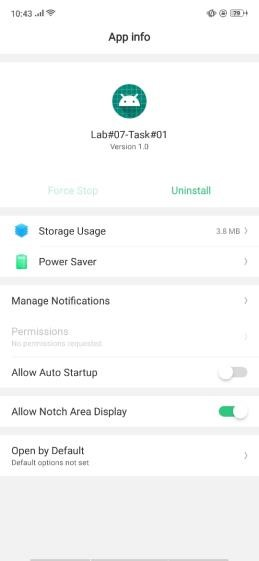 10:43
79
App info
Lab#07-Task#01
Version 1.0
Force Stop
Uninstall
Storage Usage
3.8 MB
Power Saver
Manage Notifications
Permissions
No permissions requested
Allow Auto Startup
Allow Notch Area Display
Open by Default
Default options not set